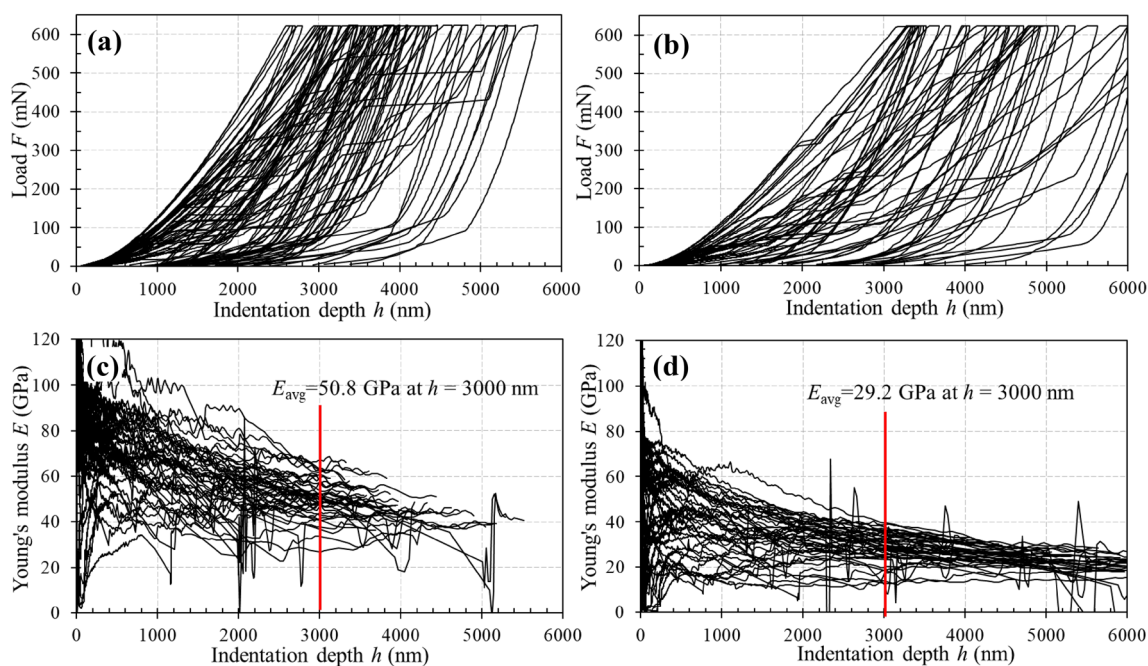 (a)
Load F (mN)
600
500
400
300
200
100
0
0 1000 2000 3000 4000 5000 6000
Indentation depth h (nm)
(b)
Load F (mN)
600
500
400
300
200
100
0
0 1000 2000 3000 4000 5000 6000
Indentation depth h (nm)
(c)
Young's modulus E (GPa)
120
100
80
60
40
20
0
Eavg=50.8 GPa at h = 3000 nm
0 1000 2000 3000 4000 5000 6000
Indentation depth h (nm)
(d)
Young's modulus E (GPa)
120
100
80
60
40
20
0
Eavg=29.2 GPa at h = 3000 nm
0 1000 2000 3000 4000 5000 6000
Indentation depth h (nm)